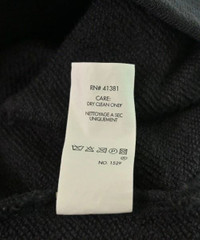 RN# 41381
CARE:
DRY CLEAN ONLY
NETTOYAGE A SEC
UNIQUEMENT
NO. 1529